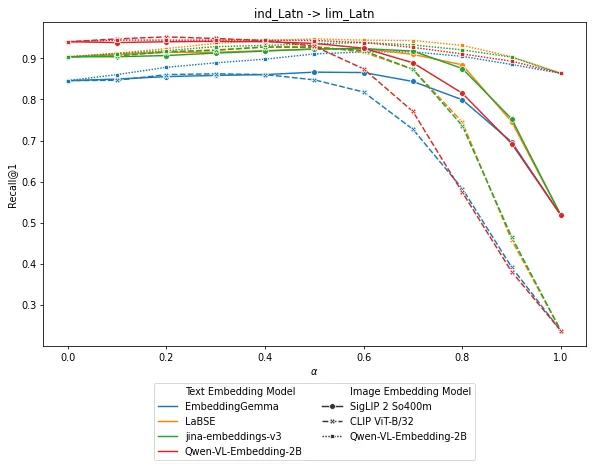 ind_Latn -> lim_Latn
Recall@1
0.9
0.8
0.7
0.6
0.5
0.4
0.3
0.0 0.2 0.4 0.6 0.8 1.0
α
Text Embedding Model Image Embedding Model
EmbeddingGemma SigLIP 2 So400m
LaBSE CLIP ViT-B/32
jina-embeddings-v3 Qwen-VL-Embedding-2B
Qwen-VL-Embedding-2B